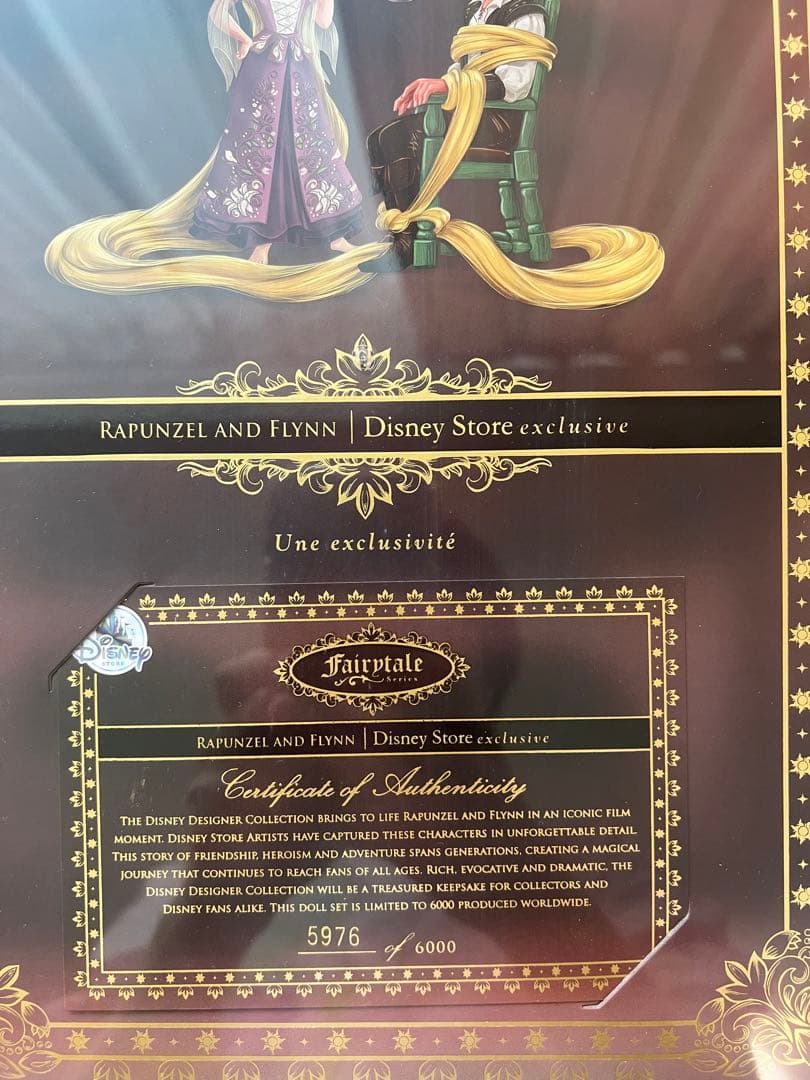 RAPUNZEL AND FLYNN | Disney Store exclusive
Une exclusivité
DISNEY
STORE
Fairytale
Series
RAPUNZEL AND FLYNN | Disney Store exclusive
Certificate of Authenticity
THE DISNEY DESIGNER COLLECTION BRINGS TO LIFE RAPUNZEL AND FLYNN IN AN ICONIC FILM
MOMENT. DISNEY STORE ARTISTS HAVE CAPTURED THESE CHARACTERS IN UNFORGETTABLE DETAIL.
THIS STORY OF FRIENDSHIP, HEROISM AND ADVENTURE SPANS GENERATIONS, CREATING A MAGICAL
JOURNEY THAT CONTINUES TO REACH FANS OF ALL AGES. RICH, EVOCATIVE AND DRAMATIC, THE
DISNEY DESIGNER COLLECTION WILL BE A TREASURED KEEPSAKE FOR COLLECTORS AND
DISNEY FANS ALIKE. THIS DOLL SET IS LIMITED TO 6000 PRODUCED WORLDWIDE.
5976 of 6000